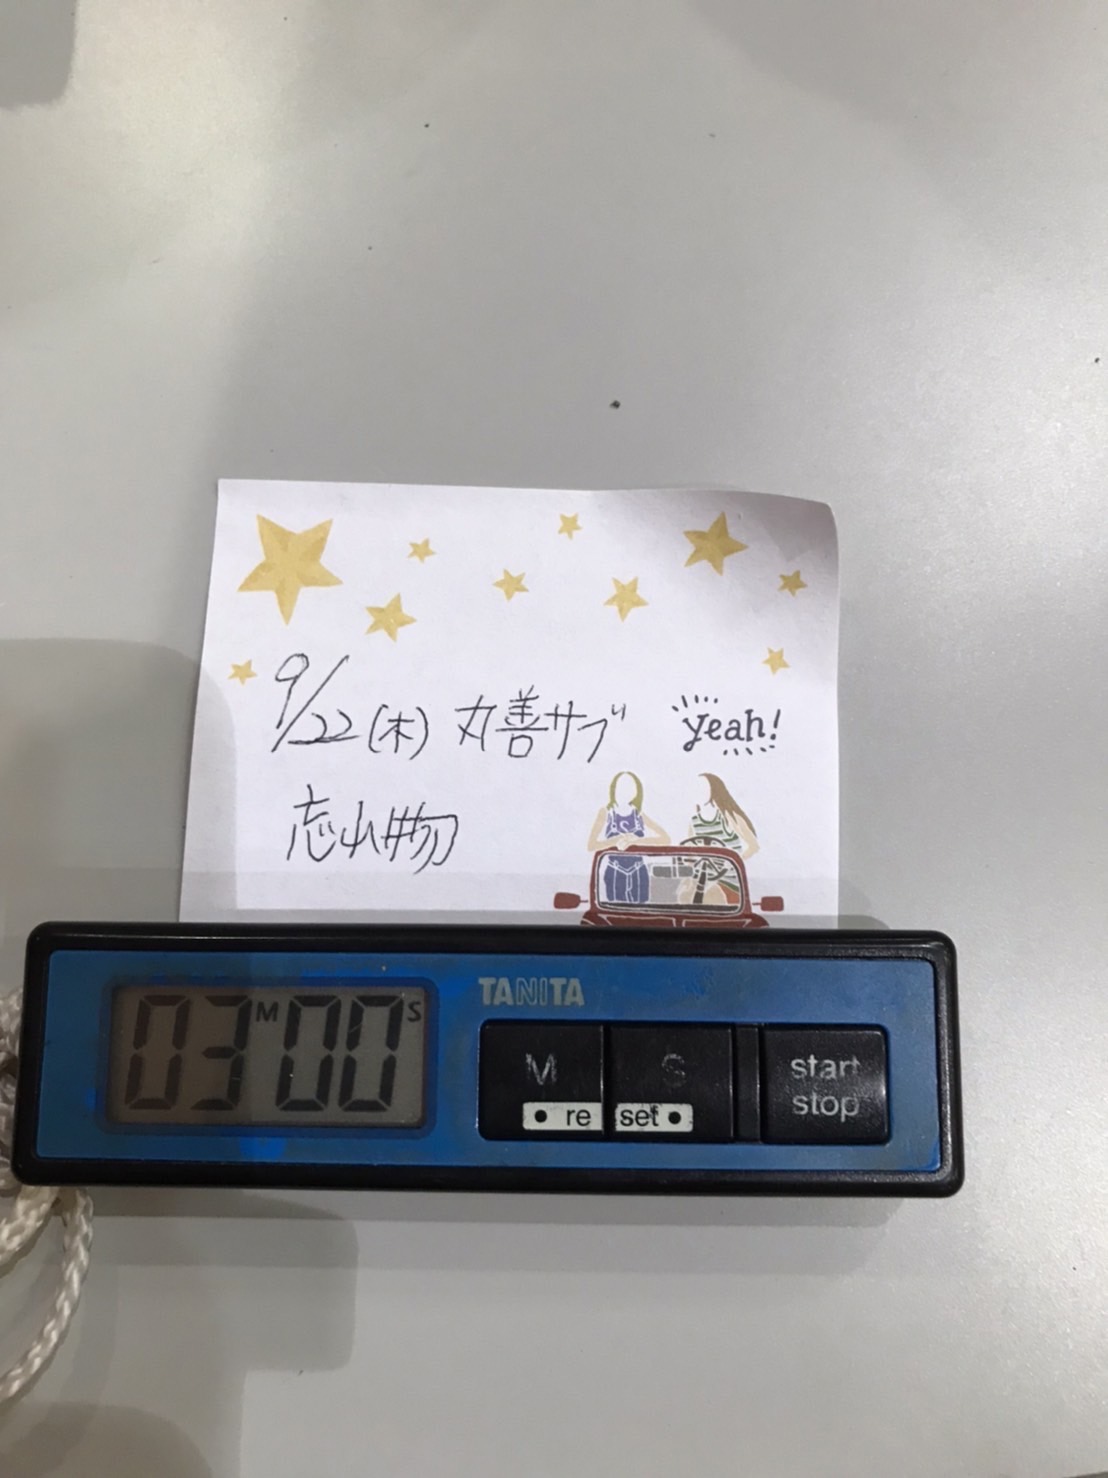 9/22(木) 丸善サブ
yeah!
忘れ物
03M00S
TANITA
M S
start
stop
• re set •